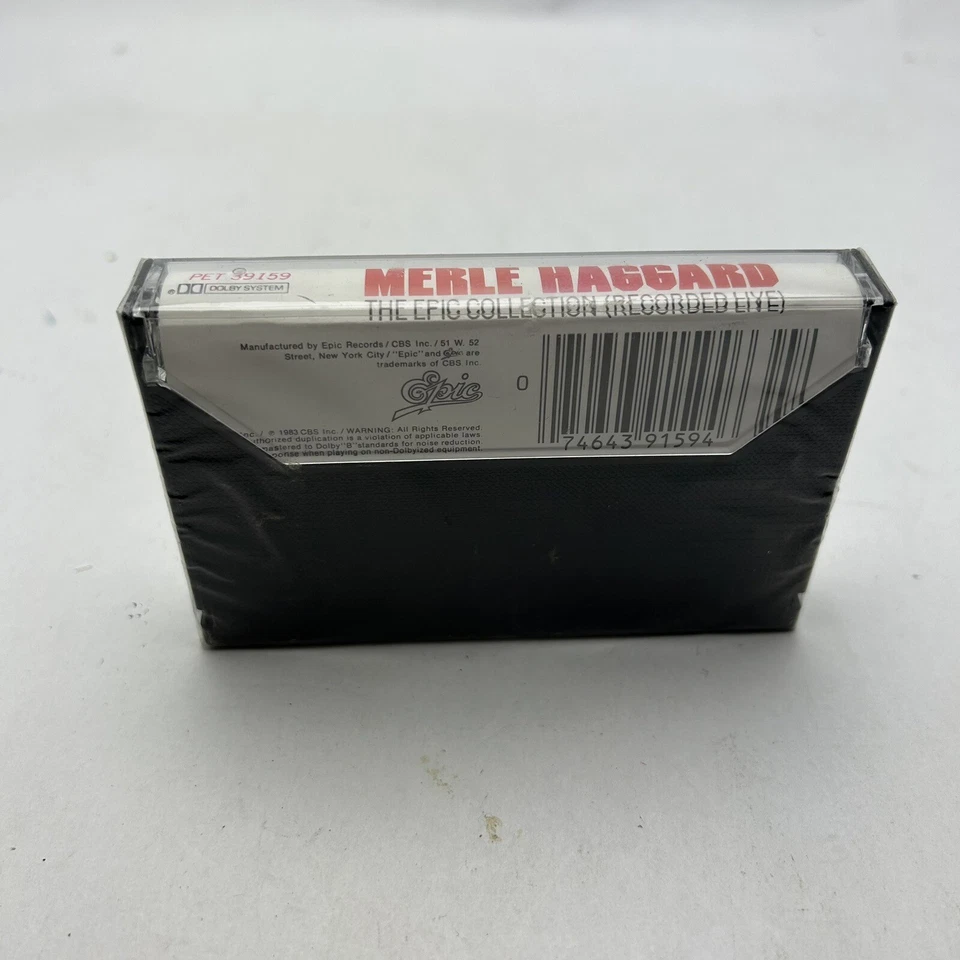 PET 39159
DOLBY SYSTEM
MERLE HAGGARD
THE EPIC COLLECTION (RECORDED LIVE)
Manufactured by Epic Records / CBS Inc. / 51 W. 52
Street, New York City / "Epic" and Epic are
trademarks of CBS Inc.
Epic
0
74643 91594
Inc. / ℗ 1983 CBS Inc. / WARNING: All Rights Reserved
authorized duplication is a violation of applicable laws
mastered to Dolby "B" standards for noise reduction
when playing on non-Dolbyized equipment